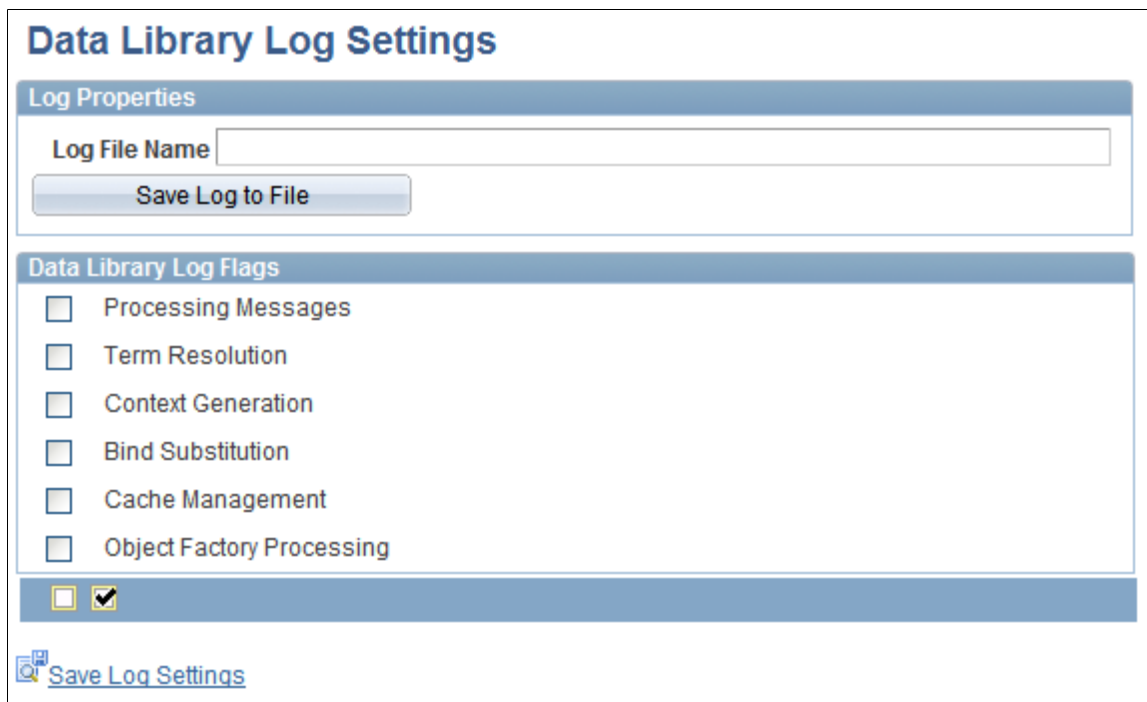 Data Library Log Settings
Log Properties
Log File Name
Save Log to File
Data Library Log Flags
Processing Messages
Term Resolution
Context Generation
Bind Substitution
Cache Management
Object Factory Processing
Save Log Settings